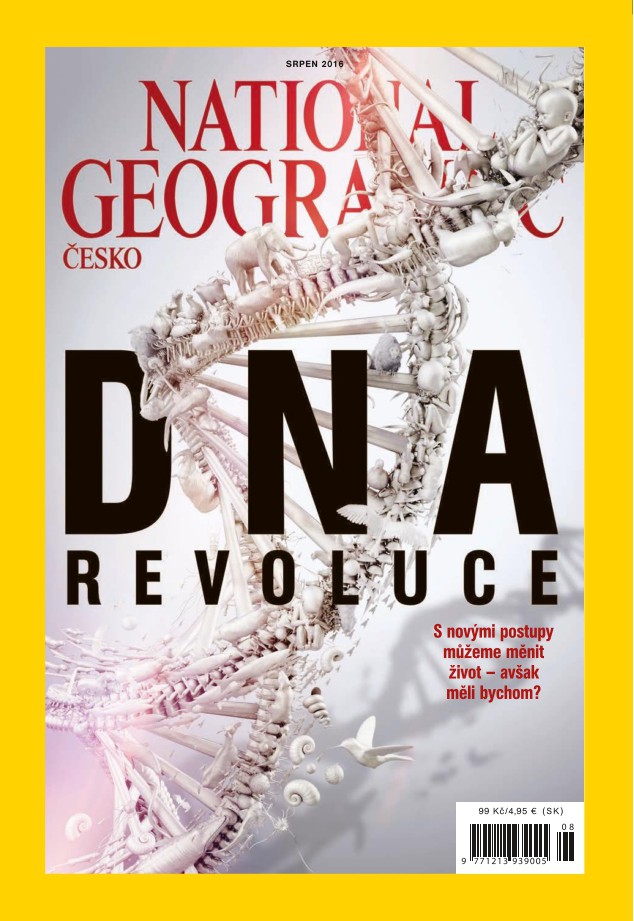 SRPEN 2016
NATIONAL
GEOGRAPHIC
ČESKO
DNA
REVOLUCE
S novými postupy
můžeme měnit
život – avšak
měli bychom?
99 Kč/4,95 € (SK)
08
9 771213 939005